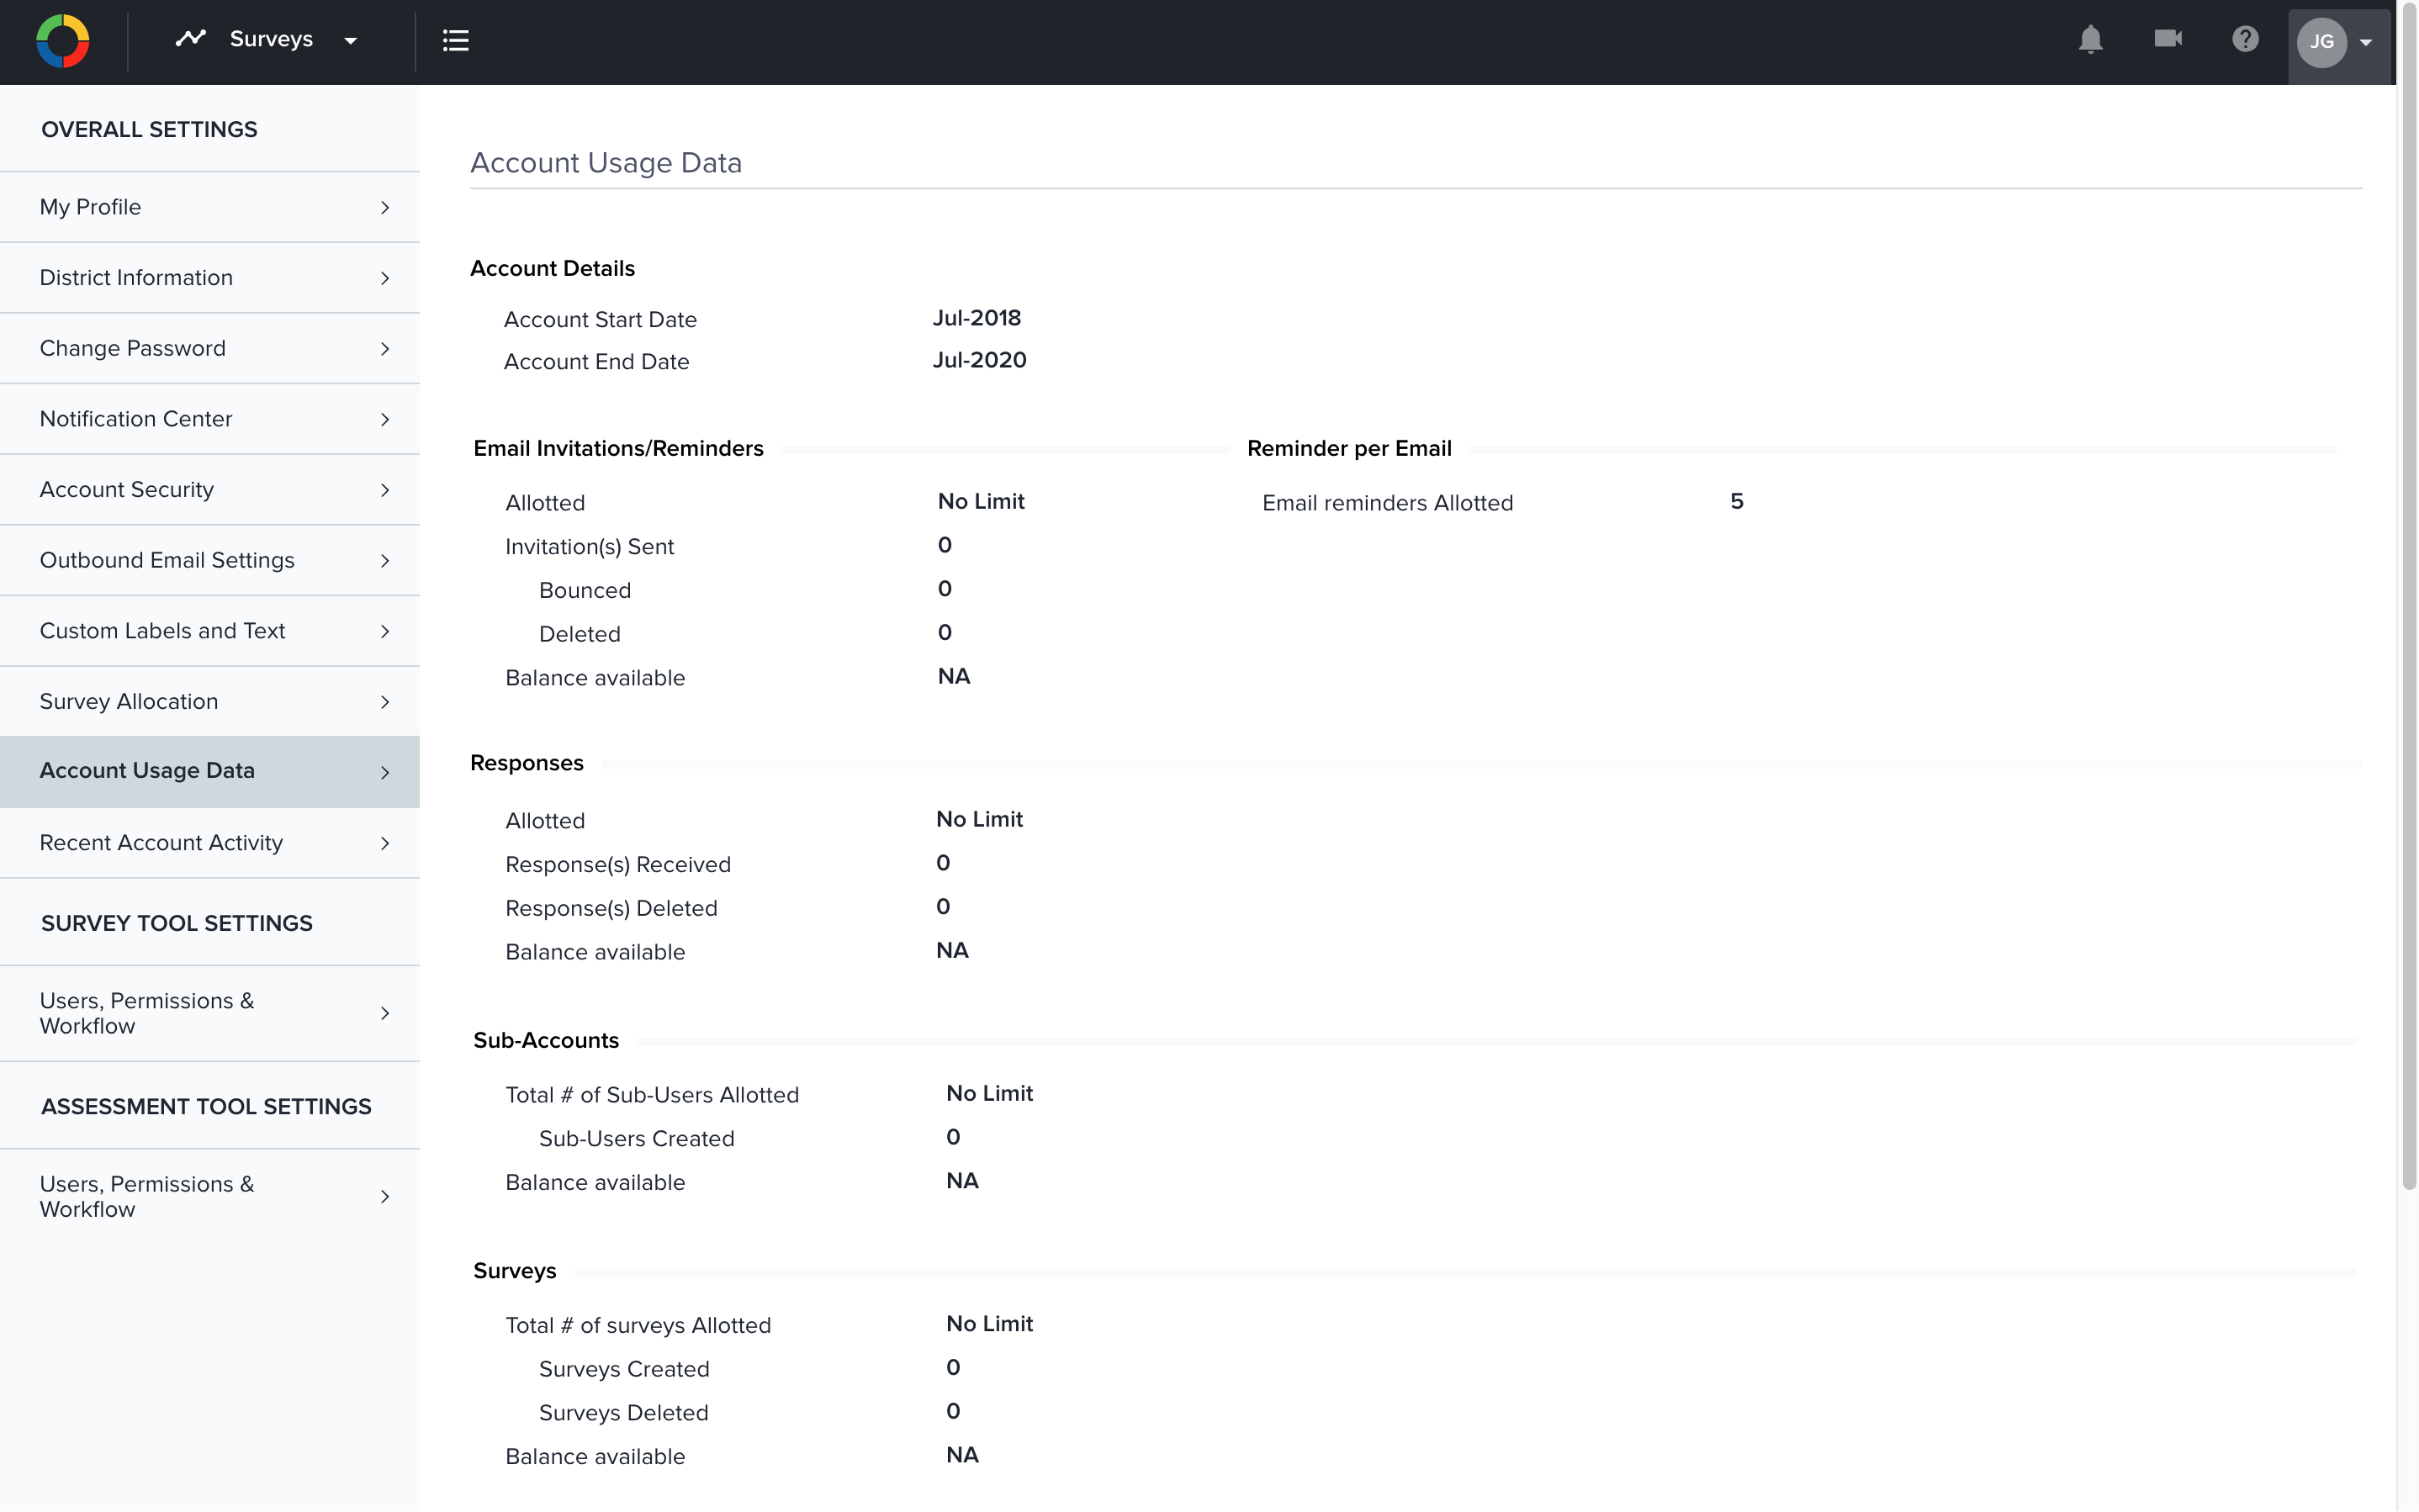 Surveys
JG
OVERALL SETTINGS
My Profile
District Information
Change Password
Notification Center
Account Security
Outbound Email Settings
Custom Labels and Text
Survey Allocation
Account Usage Data
Recent Account Activity
SURVEY TOOL SETTINGS
Users, Permissions &
Workflow
ASSESSMENT TOOL SETTINGS
Users, Permissions &
Workflow
Account Usage Data
Account Details
Account Start Date Jul-2018
Account End Date Jul-2020
Email Invitations/Reminders
Allotted No Limit
Invitation(s) Sent 0
Bounced 0
Deleted 0
Balance available NA
Reminder per Email
Email reminders Allotted 5
Responses
Allotted No Limit
Response(s) Received 0
Response(s) Deleted 0
Balance available NA
Sub-Accounts
Total # of Sub-Users Allotted No Limit
Sub-Users Created 0
Balance available NA
Surveys
Total # of surveys Allotted No Limit
Surveys Created 0
Surveys Deleted 0
Balance available NA